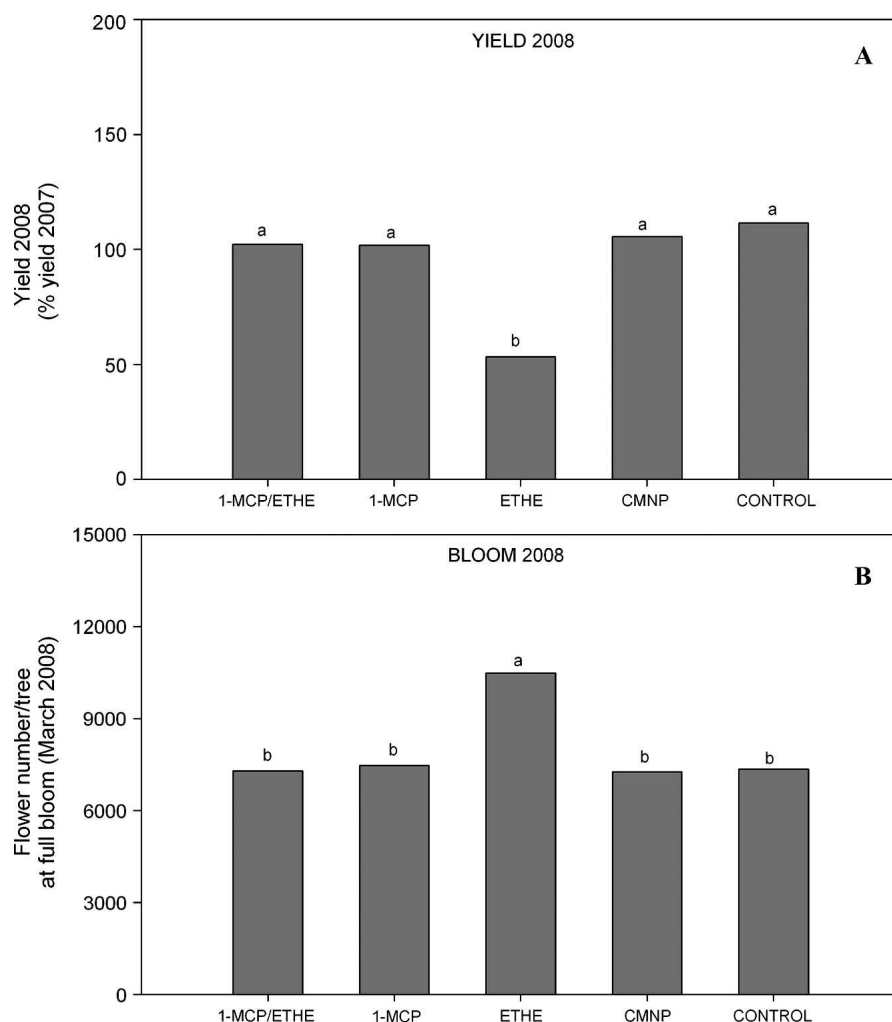 YIELD 2008
A
200
150
100
50
0
Yield 2008
(% yield 2007)
a
a
b
a
a
1-MCP/ETHE 1-MCP ETHE CMNP CONTROL
BLOOM 2008
B
15000
12000
9000
6000
3000
0
Flower number/tree
at full bloom (March 2008)
b
b
a
b
b
1-MCP/ETHE 1-MCP ETHE CMNP CONTROL